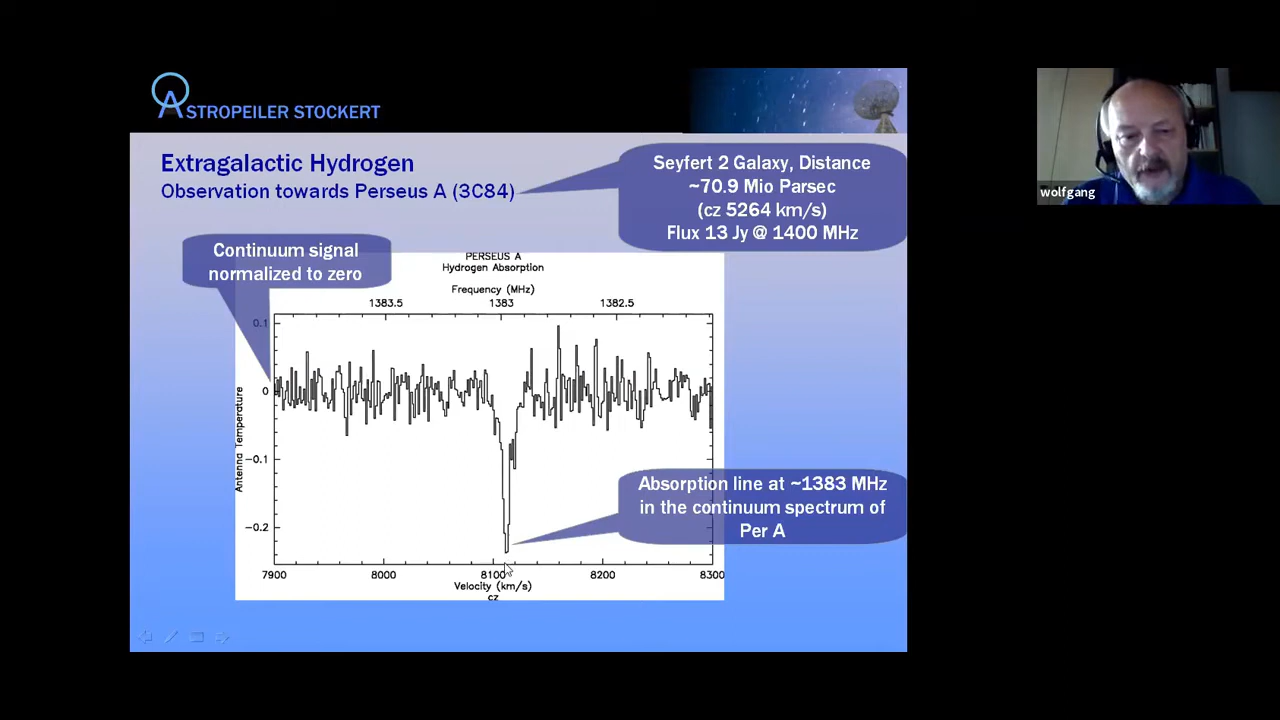 ASTROPEILER STOCKERT
wolfgang
Extragalactic Hydrogen
Observation towards Perseus A (3C84)
Seyfert 2 Galaxy, Distance
~70.9 Mio Parsec
(cz 5264 km/s)
Flux 13 Jy @ 1400 MHz
Continuum signal
normalized to zero
PERSEUS A
Hydrogen Absorption
Frequency (MHz)
1383.5 1383 1382.5
0.1
0
-0.1
-0.2
Antenna Temperature
Absorption line at ~1383 MHz
in the continuum spectrum of
Per A
7900 8000 8100 8200 8300
Velocity (km/s)
cz